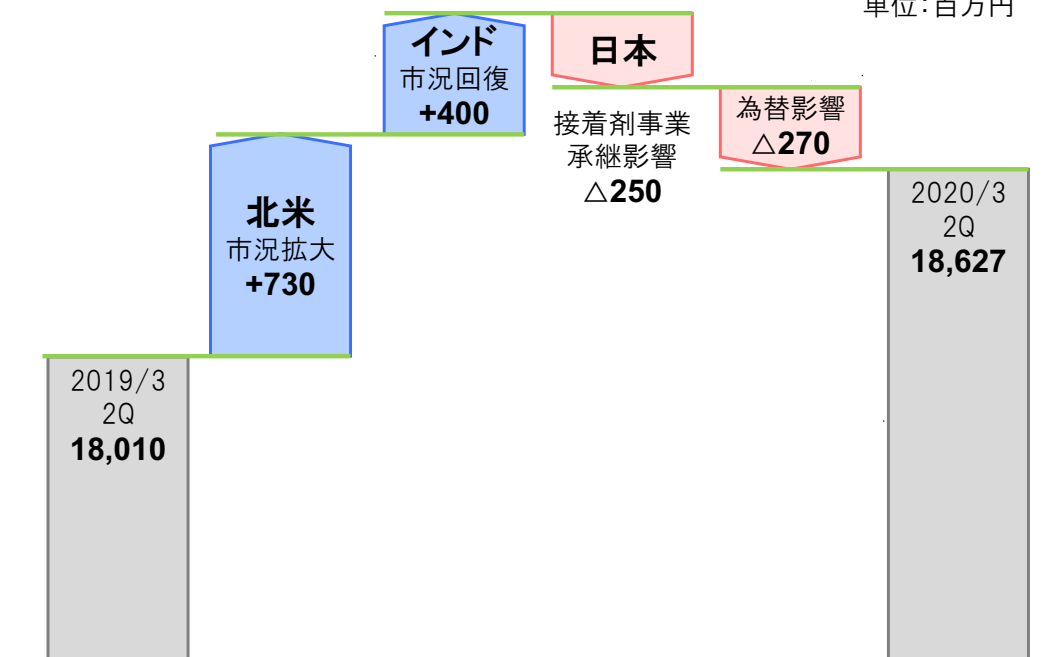 単位:百万円
インド
市況回復
+400
日本
接着剤事業
承継影響
△250
為替影響
△270
北米
市況拡大
+730
2019/3
2Q
18,010
2020/3
2Q
18,627